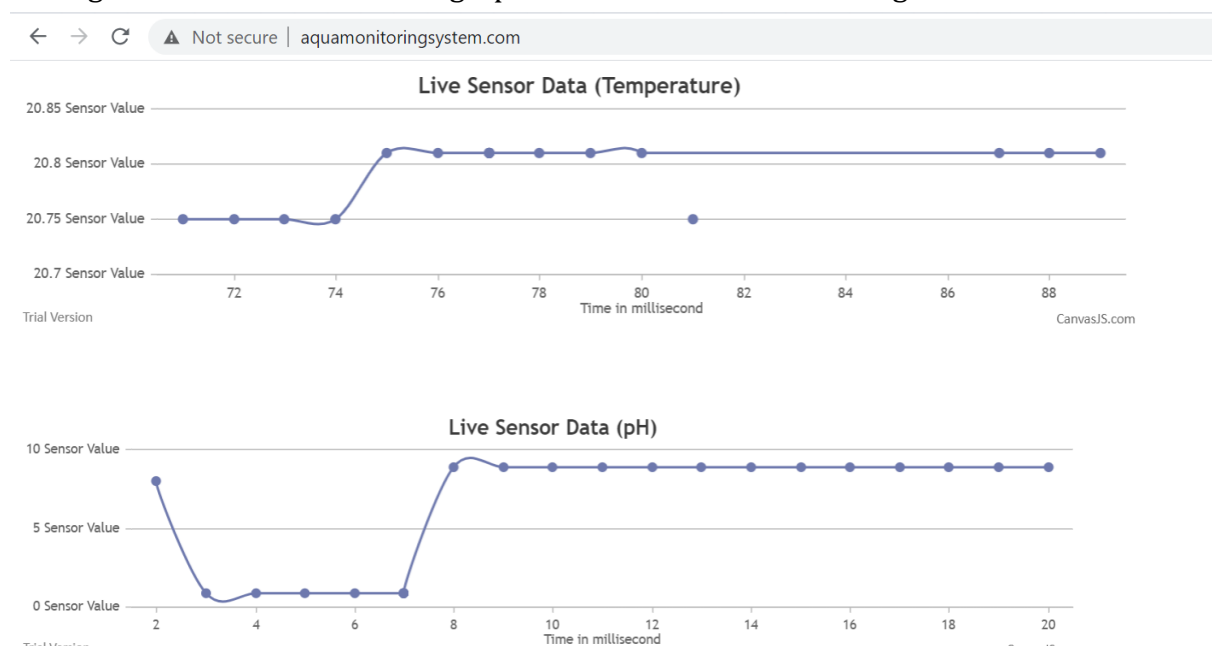 Not secure | aquamonitoringsystem.com
Live Sensor Data (Temperature)
20.85 Sensor Value
20.8 Sensor Value
20.75 Sensor Value
20.7 Sensor Value
72 74 76 78 80 82 84 86 88
Time in millisecond
Trial Version CanvasJS.com
Live Sensor Data (pH)
10 Sensor Value
5 Sensor Value
0 Sensor Value
2 4 6 8 10 12 14 16 18 20
Time in millisecond